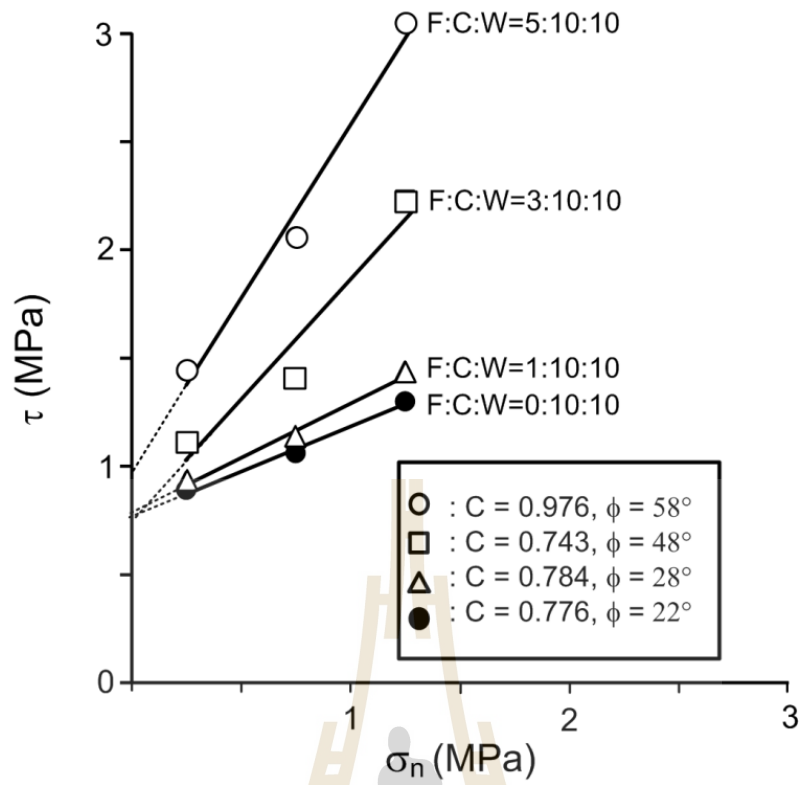 3
F:C:W=5:10:10
F:C:W=3:10:10
2
τ (MPa)
F:C:W=1:10:10
F:C:W=0:10:10
1
: C = 0.976, ϕ = 58°
: C = 0.743, ϕ = 48°
: C = 0.784, ϕ = 28°
: C = 0.776, ϕ = 22°
0
1 2 3
σn (MPa)